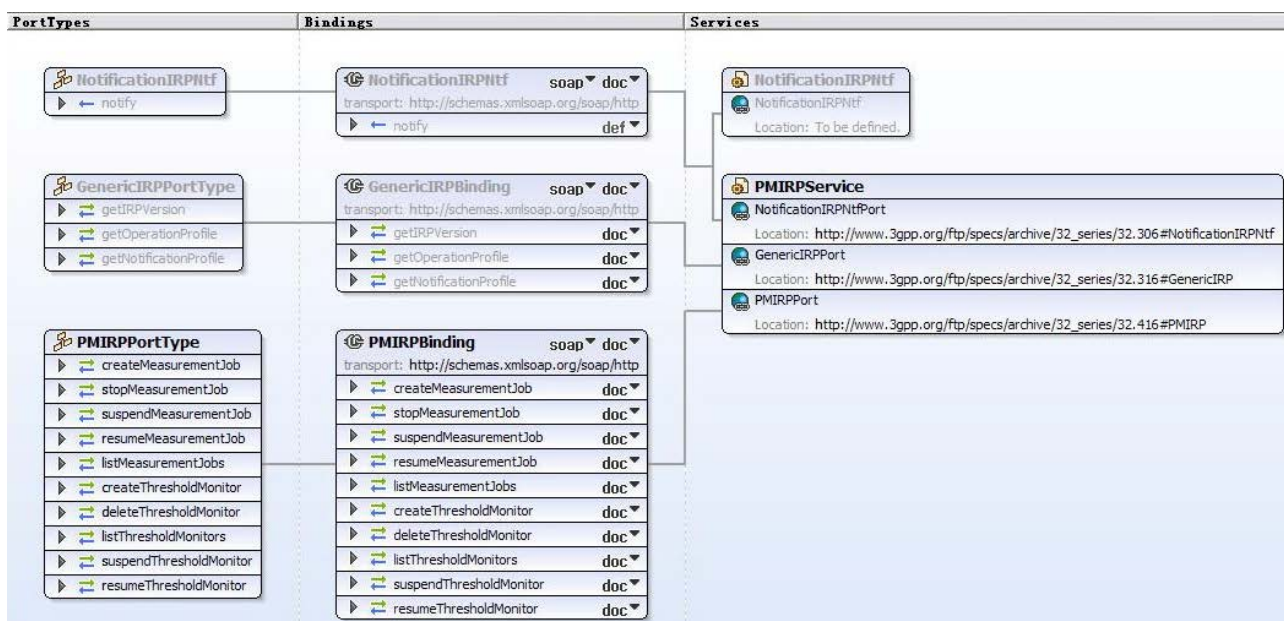 PortTypes
Bindings
Services
NotificationIRPNtf
notify
NotificationIRPNtf soap doc
transport: http://schemas.xmlsoap.org/soap/http
notify def
NotificationIRPNtf
NotificationIRPNtf
Location: To be defined.
GenericIRPPortType
getIRPVersion
getOperationProfile
getNotificationProfile
GenericIRPBinding soap doc
transport: http://schemas.xmlsoap.org/soap/http
getIRPVersion doc
getOperationProfile doc
getNotificationProfile doc
PMIRPService
NotificationIRPNtfPort
Location: http://www.3gpp.org/ftp/specs/archive/32_series/32.306#NotificationIRPNtf
GenericIRPPort
Location: http://www.3gpp.org/ftp/specs/archive/32_series/32.316#GenericIRP
PMIRPPort
Location: http://www.3gpp.org/ftp/specs/archive/32_series/32.416#PMIRP
PMIRPPortType
createMeasurementJob
stopMeasurementJob
suspendMeasurementJob
resumeMeasurementJob
listMeasurementJobs
createThresholdMonitor
deleteThresholdMonitor
listThresholdMonitors
suspendThresholdMonitor
resumeThresholdMonitor
PMIRPBinding soap doc
transport: http://schemas.xmlsoap.org/soap/http
createMeasurementJob doc
stopMeasurementJob doc
suspendMeasurementJob doc
resumeMeasurementJob doc
listMeasurementJobs doc
createThresholdMonitor doc
deleteThresholdMonitor doc
listThresholdMonitors doc
suspendThresholdMonitor doc
resumeThresholdMonitor doc